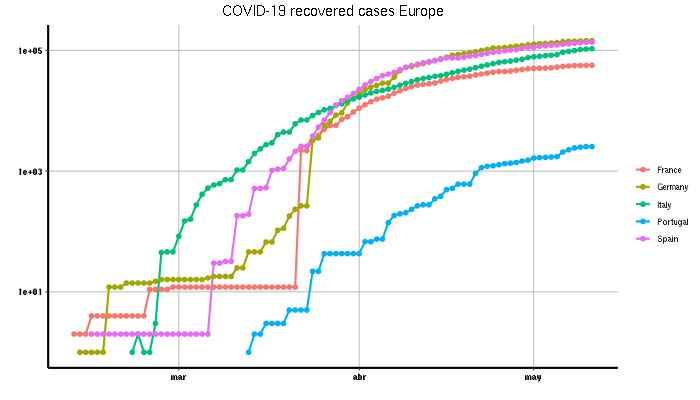 COVID-19 recovered cases Europe
1e+05
1e+03
1e+01
mar
abr
may
France
Germany
Italy
Portugal
Spain